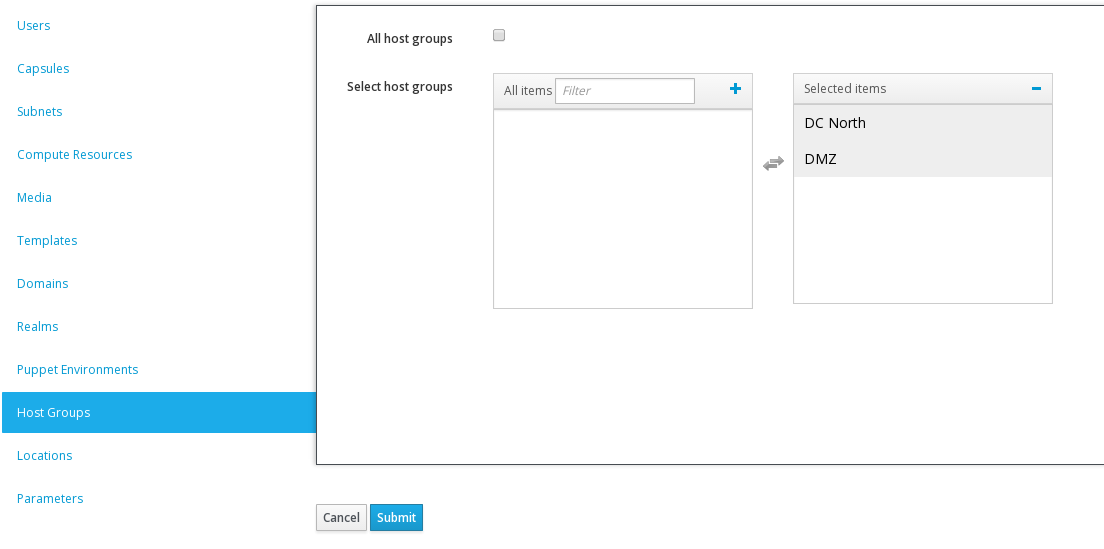 Users
Capsules
Subnets
Compute Resources
Media
Templates
Domains
Realms
Puppet Environments
Host Groups
Locations
Parameters
All host groups
Select host groups
All items Filter
Selected items
DC North
DMZ
Cancel Submit